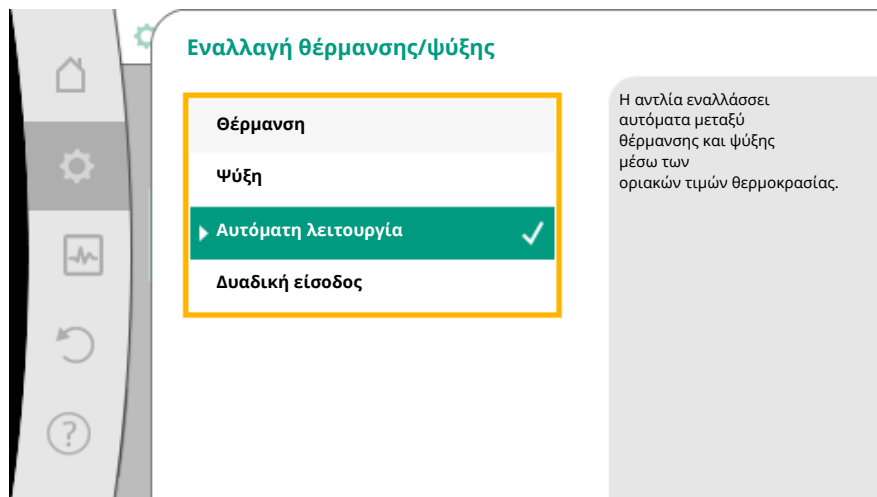 Εναλλαγή θέρμανσης/ψύξης
Θέρμανση
Ψύξη
Αυτόματη λειτουργία
Δυαδική είσοδος
Η αντλία εναλλάσσει
αυτόματα μεταξύ
θέρμανσης και ψύξης
μέσω των
οριακών τιμών θερμοκρασίας.
?